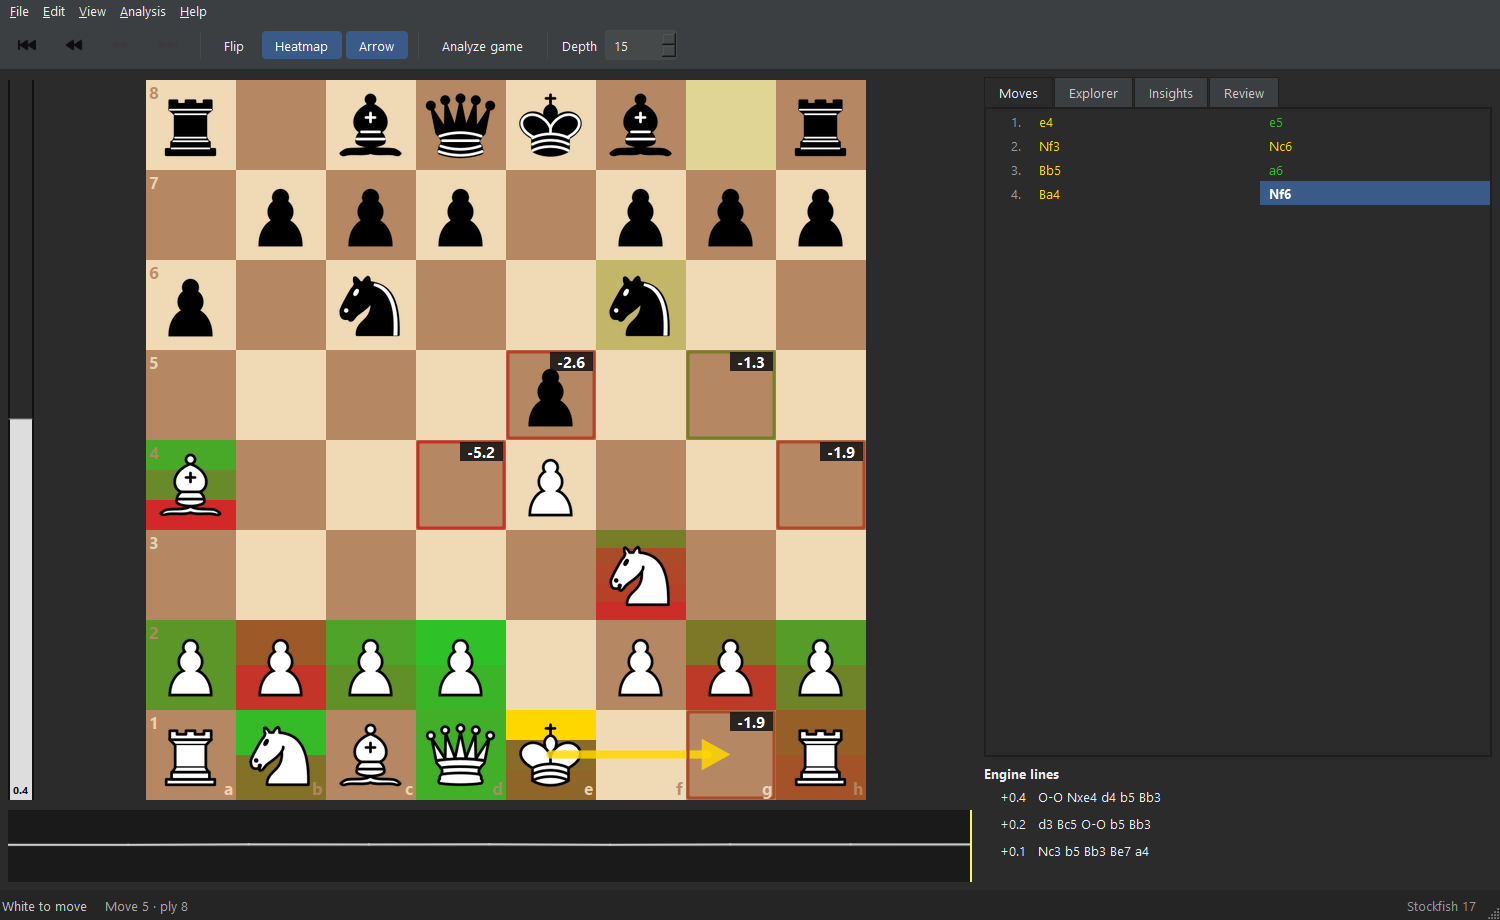 File Edit View Analysis Help
Flip Heatmap Arrow Analyze game Depth 15
Moves Explorer Insights Review
1. e4 e5
2. Nf3 Nc6
3. Bb5 a6
4. Ba4 Nf6
8
7
6
5 -2.6 -1.3
4 -5.2 -1.9
3
2
1 -1.9
a b c d e f g h
0.4
Engine lines
+0.4 O-O Nxe4 d4 b5 Bb3
+0.2 d3 Bc5 O-O b5 Bb3
+0.1 Nc3 b5 Bb3 Be7 a4
White to move Move 5 · ply 8 Stockfish 17